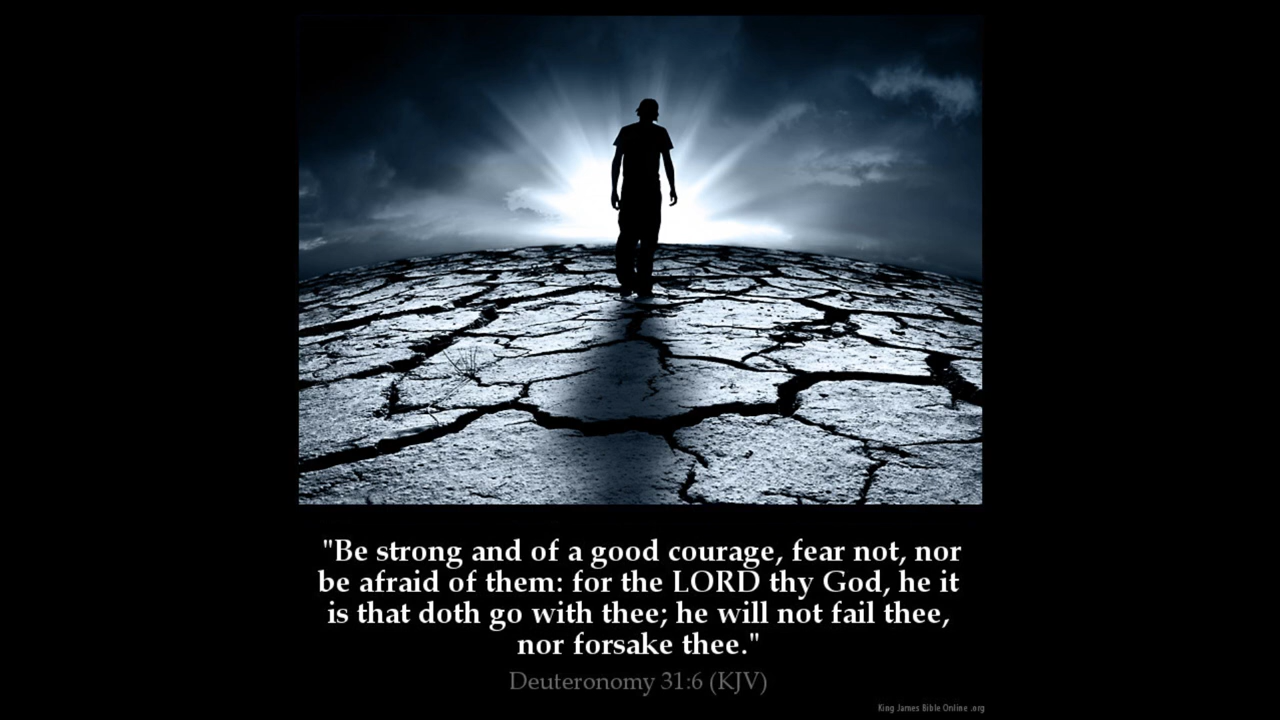 "Be strong and of a good courage, fear not, nor
be afraid of them: for the LORD thy God, he it
is that doth go with thee; he will not fail thee,
nor forsake thee."
Deuteronomy 31:6 (KJV)
King James Bible Online .org